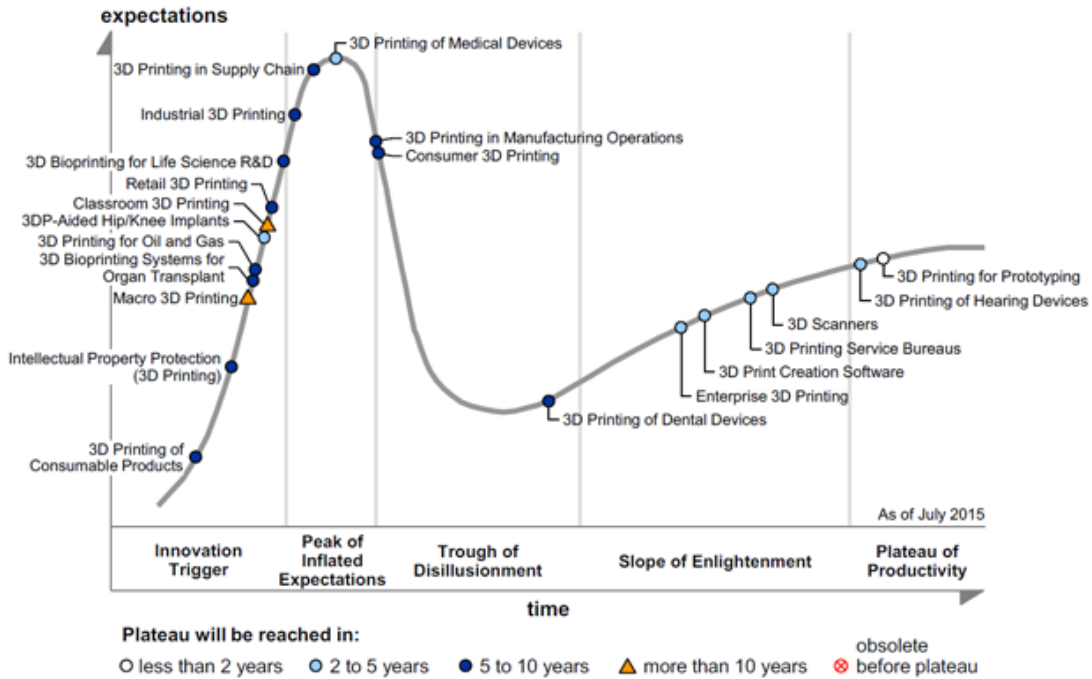 expectations
3D Printing of Medical Devices
3D Printing in Supply Chain
Industrial 3D Printing
3D Printing in Manufacturing Operations
Consumer 3D Printing
3D Bioprinting for Life Science R&D
Retail 3D Printing
Classroom 3D Printing
3DP-Aided Hip/Knee Implants
3D Printing for Oil and Gas
3D Bioprinting Systems for
Organ Transplant
Macro 3D Printing
Intellectual Property Protection
(3D Printing)
3D Printing of
Consumable Products
3D Printing for Prototyping
3D Printing of Hearing Devices
3D Scanners
3D Printing Service Bureaus
3D Print Creation Software
Enterprise 3D Printing
3D Printing of Dental Devices
As of July 2015
Innovation
Trigger
Peak of
Inflated
Expectations
Trough of
Disillusionment
Slope of Enlightenment
Plateau of
Productivity
time
Plateau will be reached in:
less than 2 years
2 to 5 years
5 to 10 years
more than 10 years
obsolete
before plateau